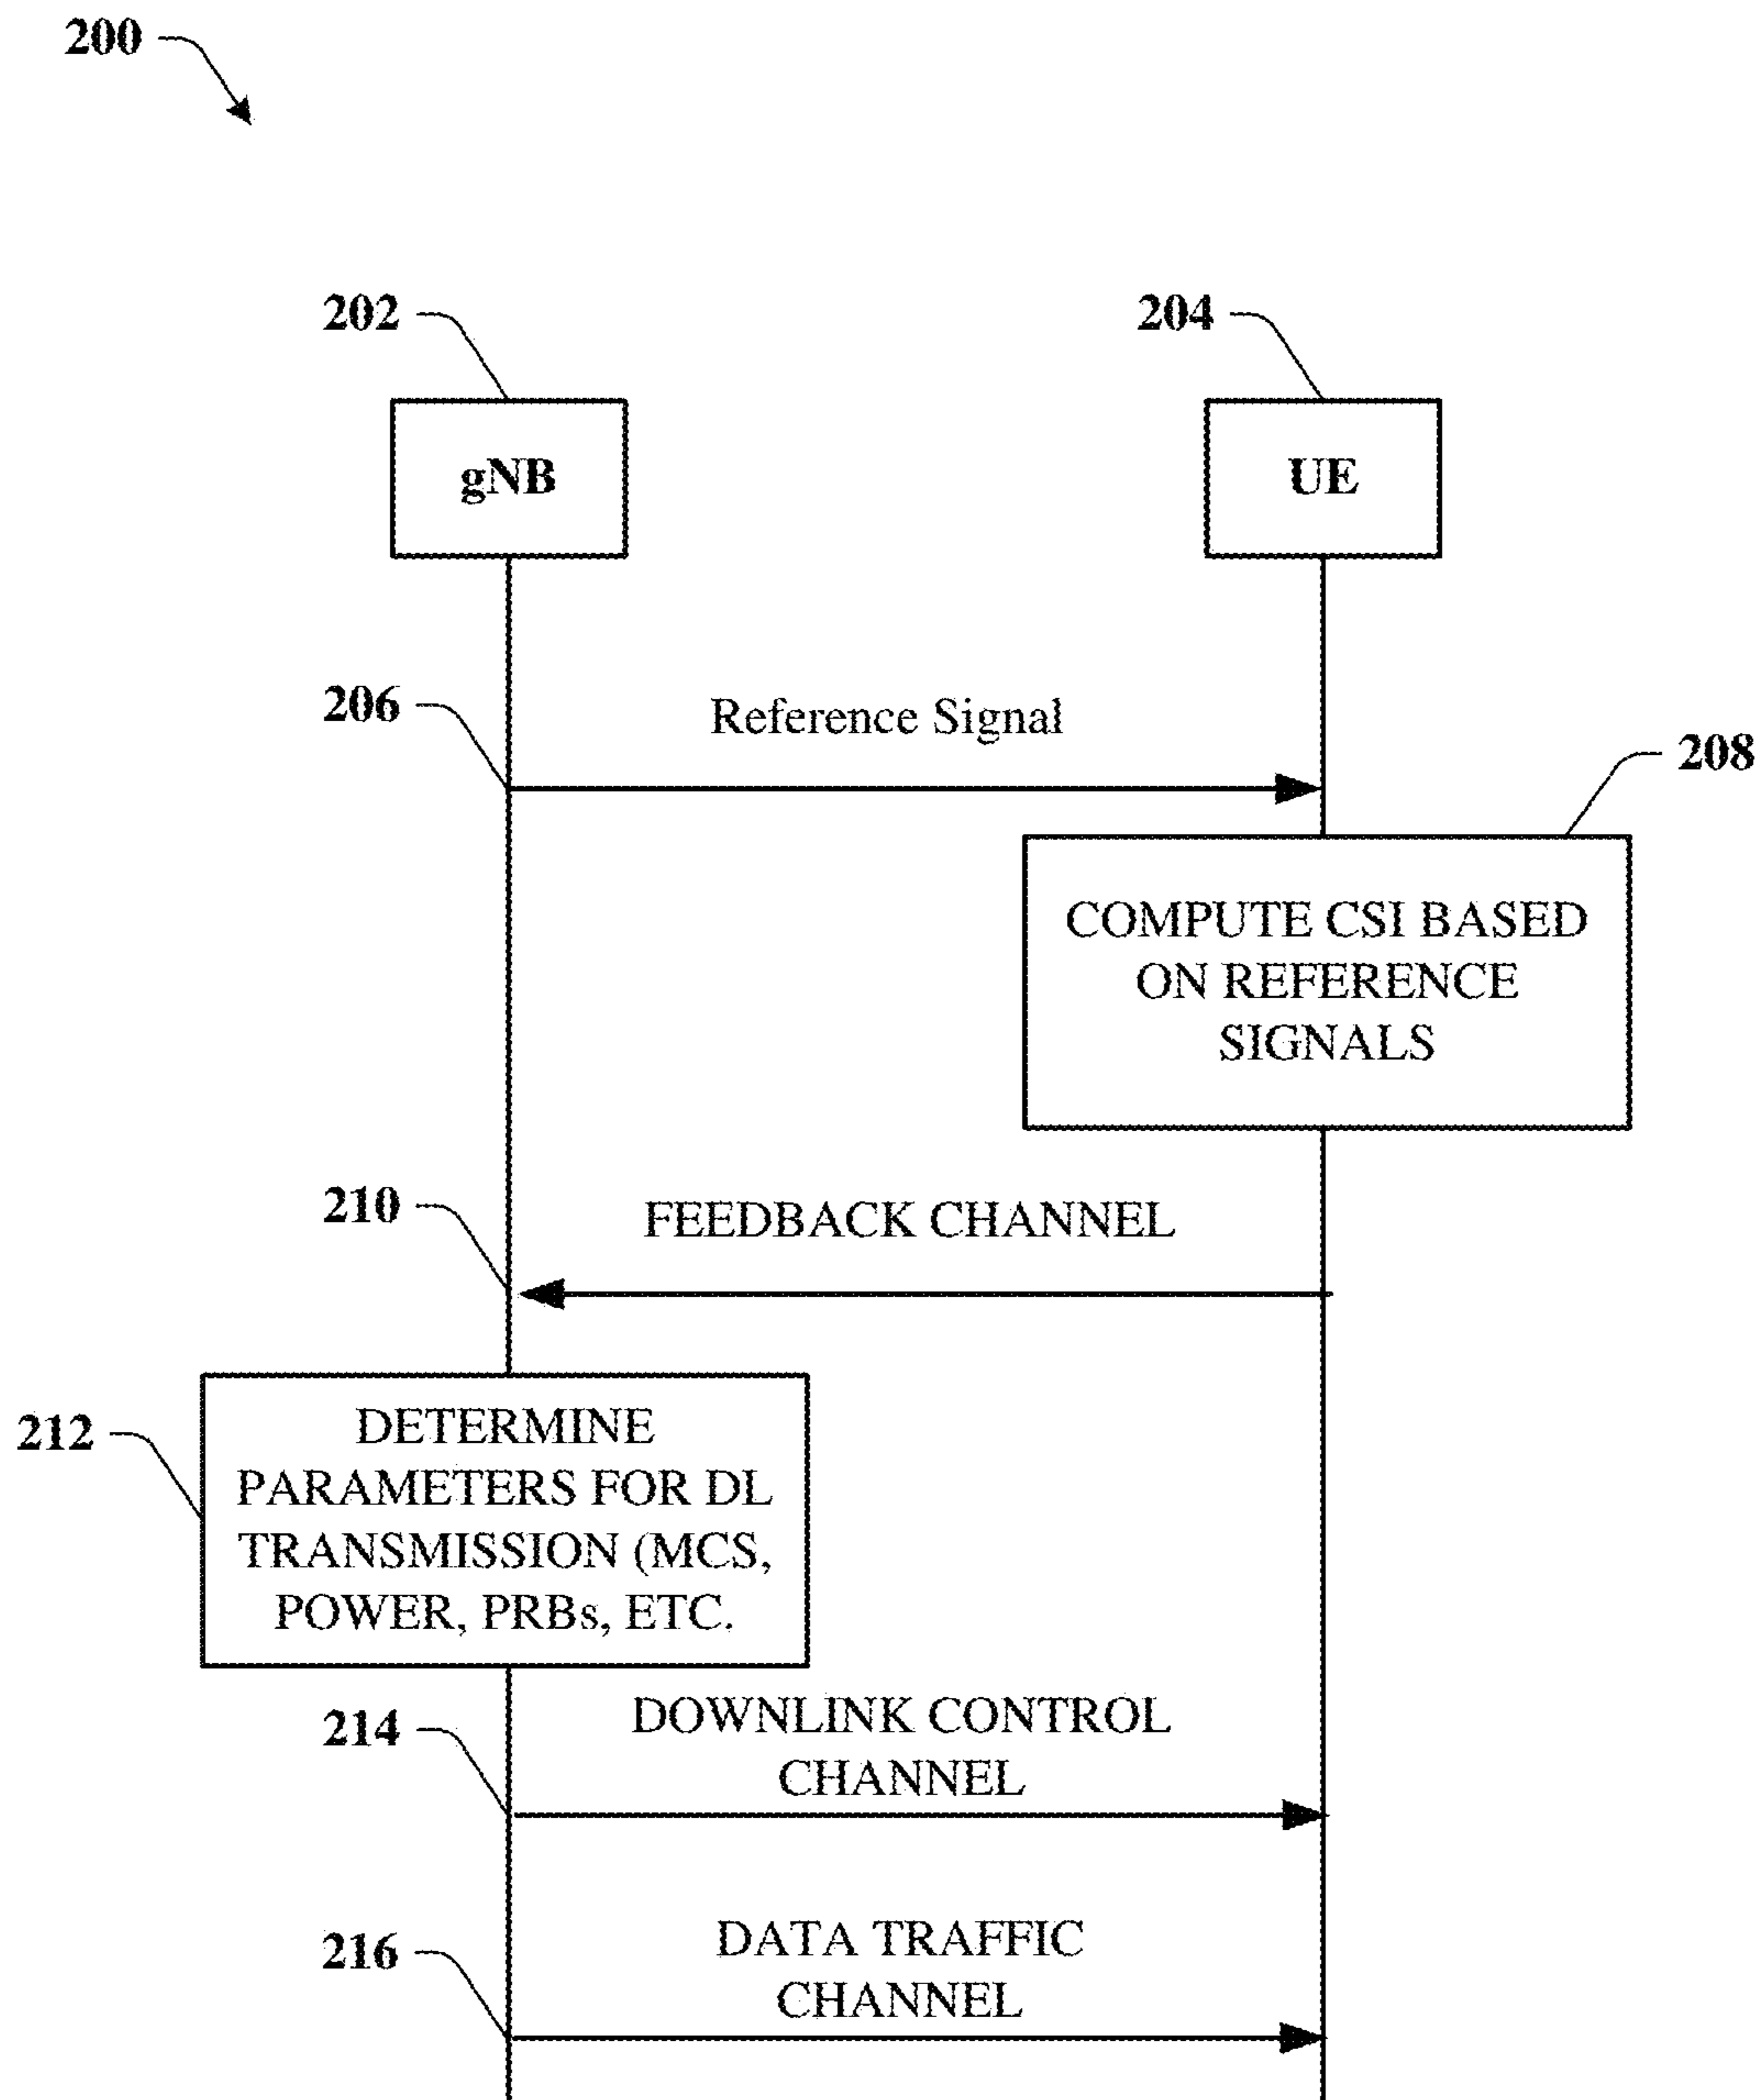 200
202
204
gNB
UE
206
Reference Signal
208
COMPUTE CSI BASED
ON REFERENCE
SIGNALS
210
FEEDBACK CHANNEL
212
DETERMINE
PARAMETERS FOR DL
TRANSMISSION (MCS,
POWER, PRBs, ETC.
214
DOWNLINK CONTROL
CHANNEL
216
DATA TRAFFIC
CHANNEL